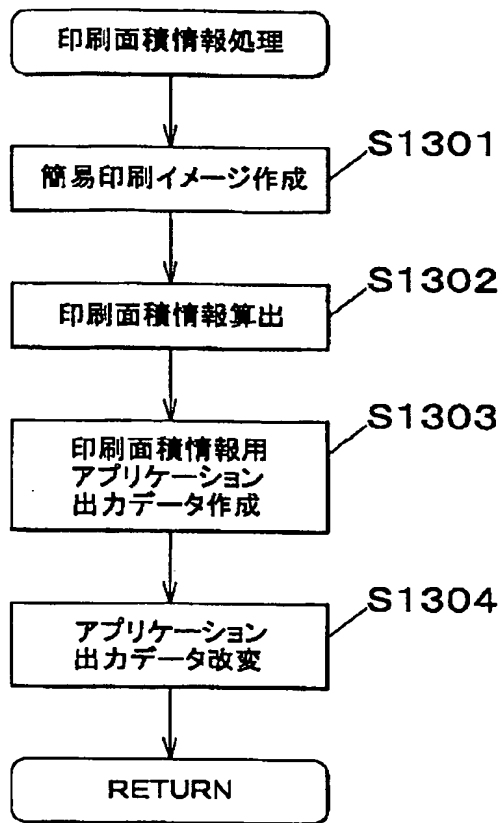 印刷面積情報処理
S1301
簡易印刷イメージ作成
S1302
印刷面積情報算出
S1303
印刷面積情報用
アプリケーション
出力データ作成
S1304
アプリケーション
出力データ改変
RETURN